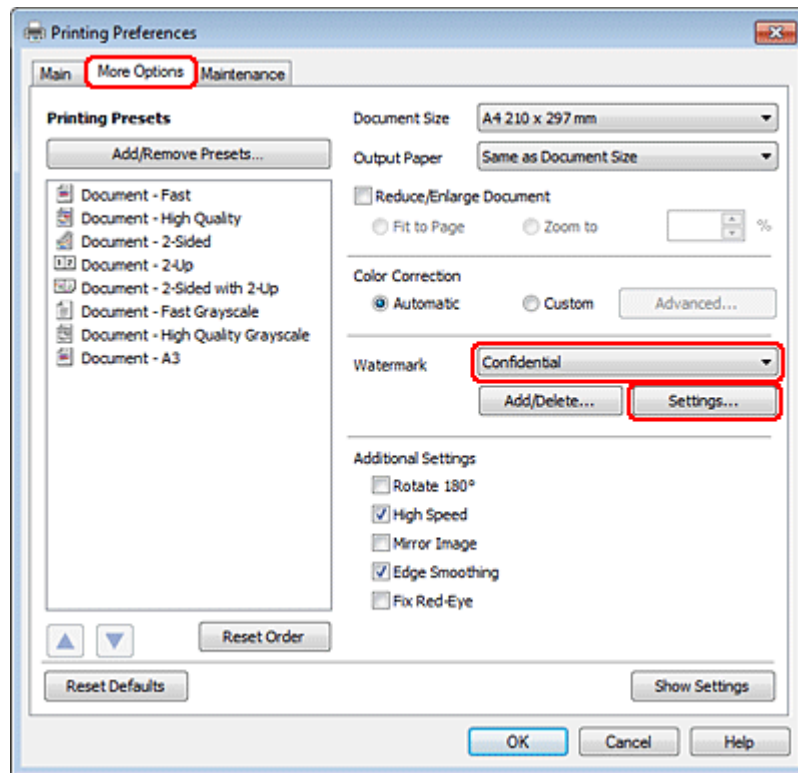 Printing Preferences
Main More Options Maintenance
Printing Presets
Add/Remove Presets...
Document - Fast
Document - High Quality
Document - 2-Sided
Document - 2-Up
Document - 2-Sided with 2-Up
Document - Fast Grayscale
Document - High Quality Grayscale
Document - A3
Reset Order
Document Size A4 210 x 297 mm
Output Paper Same as Document Size
Reduce/Enlarge Document
Fit to Page Zoom to %
Color Correction
Automatic Custom Advanced...
Watermark Confidential
Add/Delete... Settings...
Additional Settings
Rotate 180°
High Speed
Mirror Image
Edge Smoothing
Fix Red-Eye
Reset Defaults Show Settings
OK Cancel Help